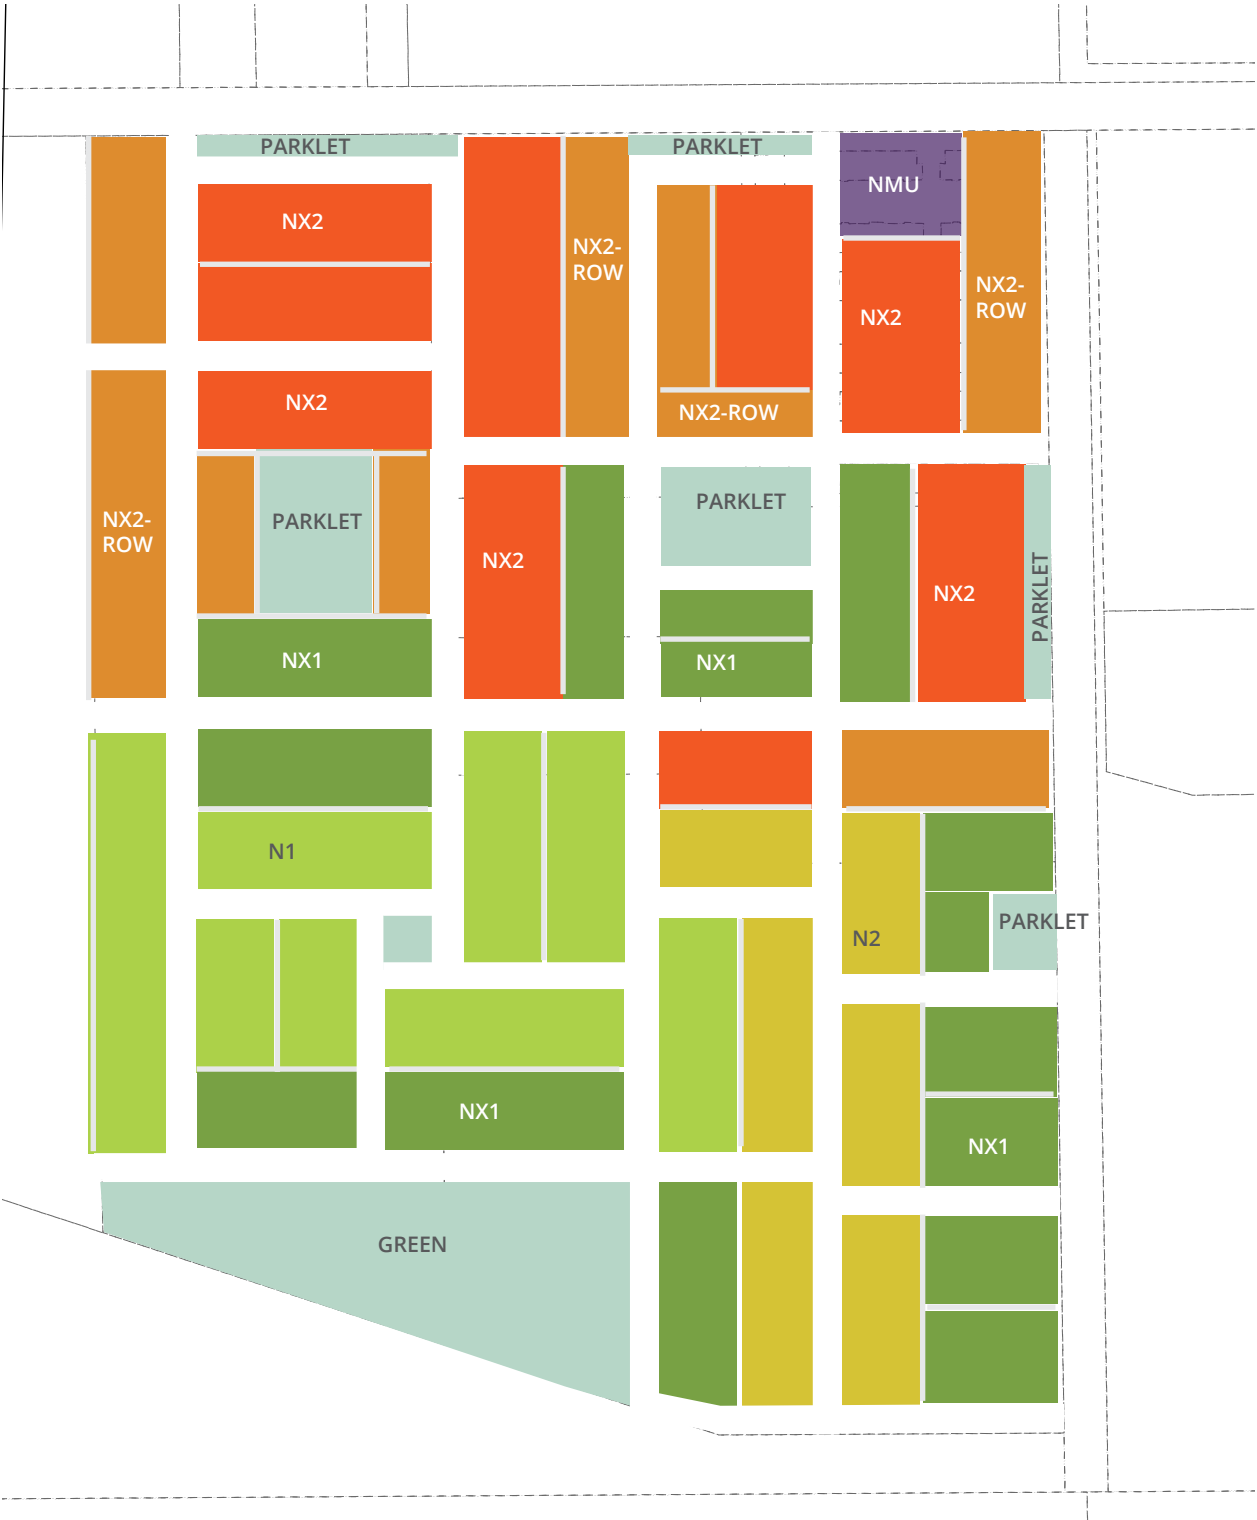 PARKLET
PARKLET
NMU
NX2
NX2-
ROW
NX2-
ROW
NX2
NX2
NX2-ROW
PARKLET
NX2-
ROW
PARKLET
NX2
NX2
PARKLET
NX1
NX1
N1
N2
PARKLET
NX1
NX1
GREEN